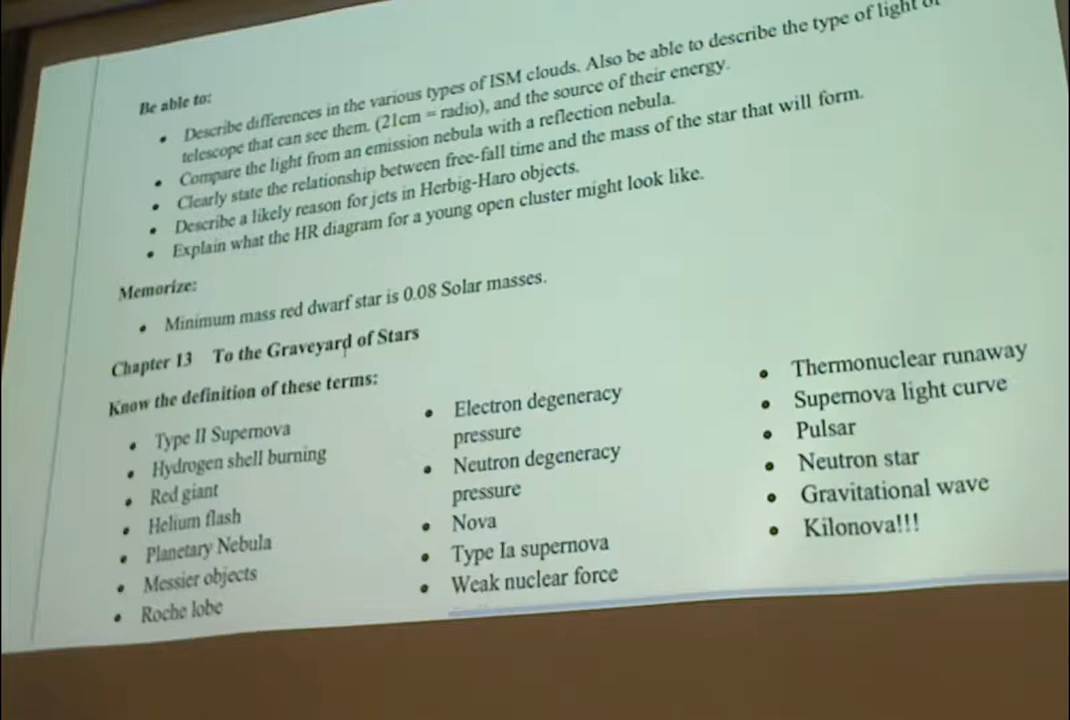 Be able to:
• Describe differences in the various types of ISM clouds. Also be able to describe the type of light or
telescope that can see them. (21cm = radio), and the source of their energy.
• Compare the light from an emission nebula with a reflection nebula.
• Clearly state the relationship between free-fall time and the mass of the star that will form.
• Describe a likely reason for jets in Herbig-Haro objects.
• Explain what the HR diagram for a young open cluster might look like.
Memorize:
• Minimum mass red dwarf star is 0.08 Solar masses.
Chapter 13 To the Graveyard of Stars
Know the definition of these terms:
• Type II Supernova
• Hydrogen shell burning
• Red giant
• Helium flash
• Planetary Nebula
• Messier objects
• Roche lobe
• Electron degeneracy
pressure
• Neutron degeneracy
pressure
• Nova
• Type Ia supernova
• Weak nuclear force
• Thermonuclear runaway
• Supernova light curve
• Pulsar
• Neutron star
• Gravitational wave
• Kilonova!!!